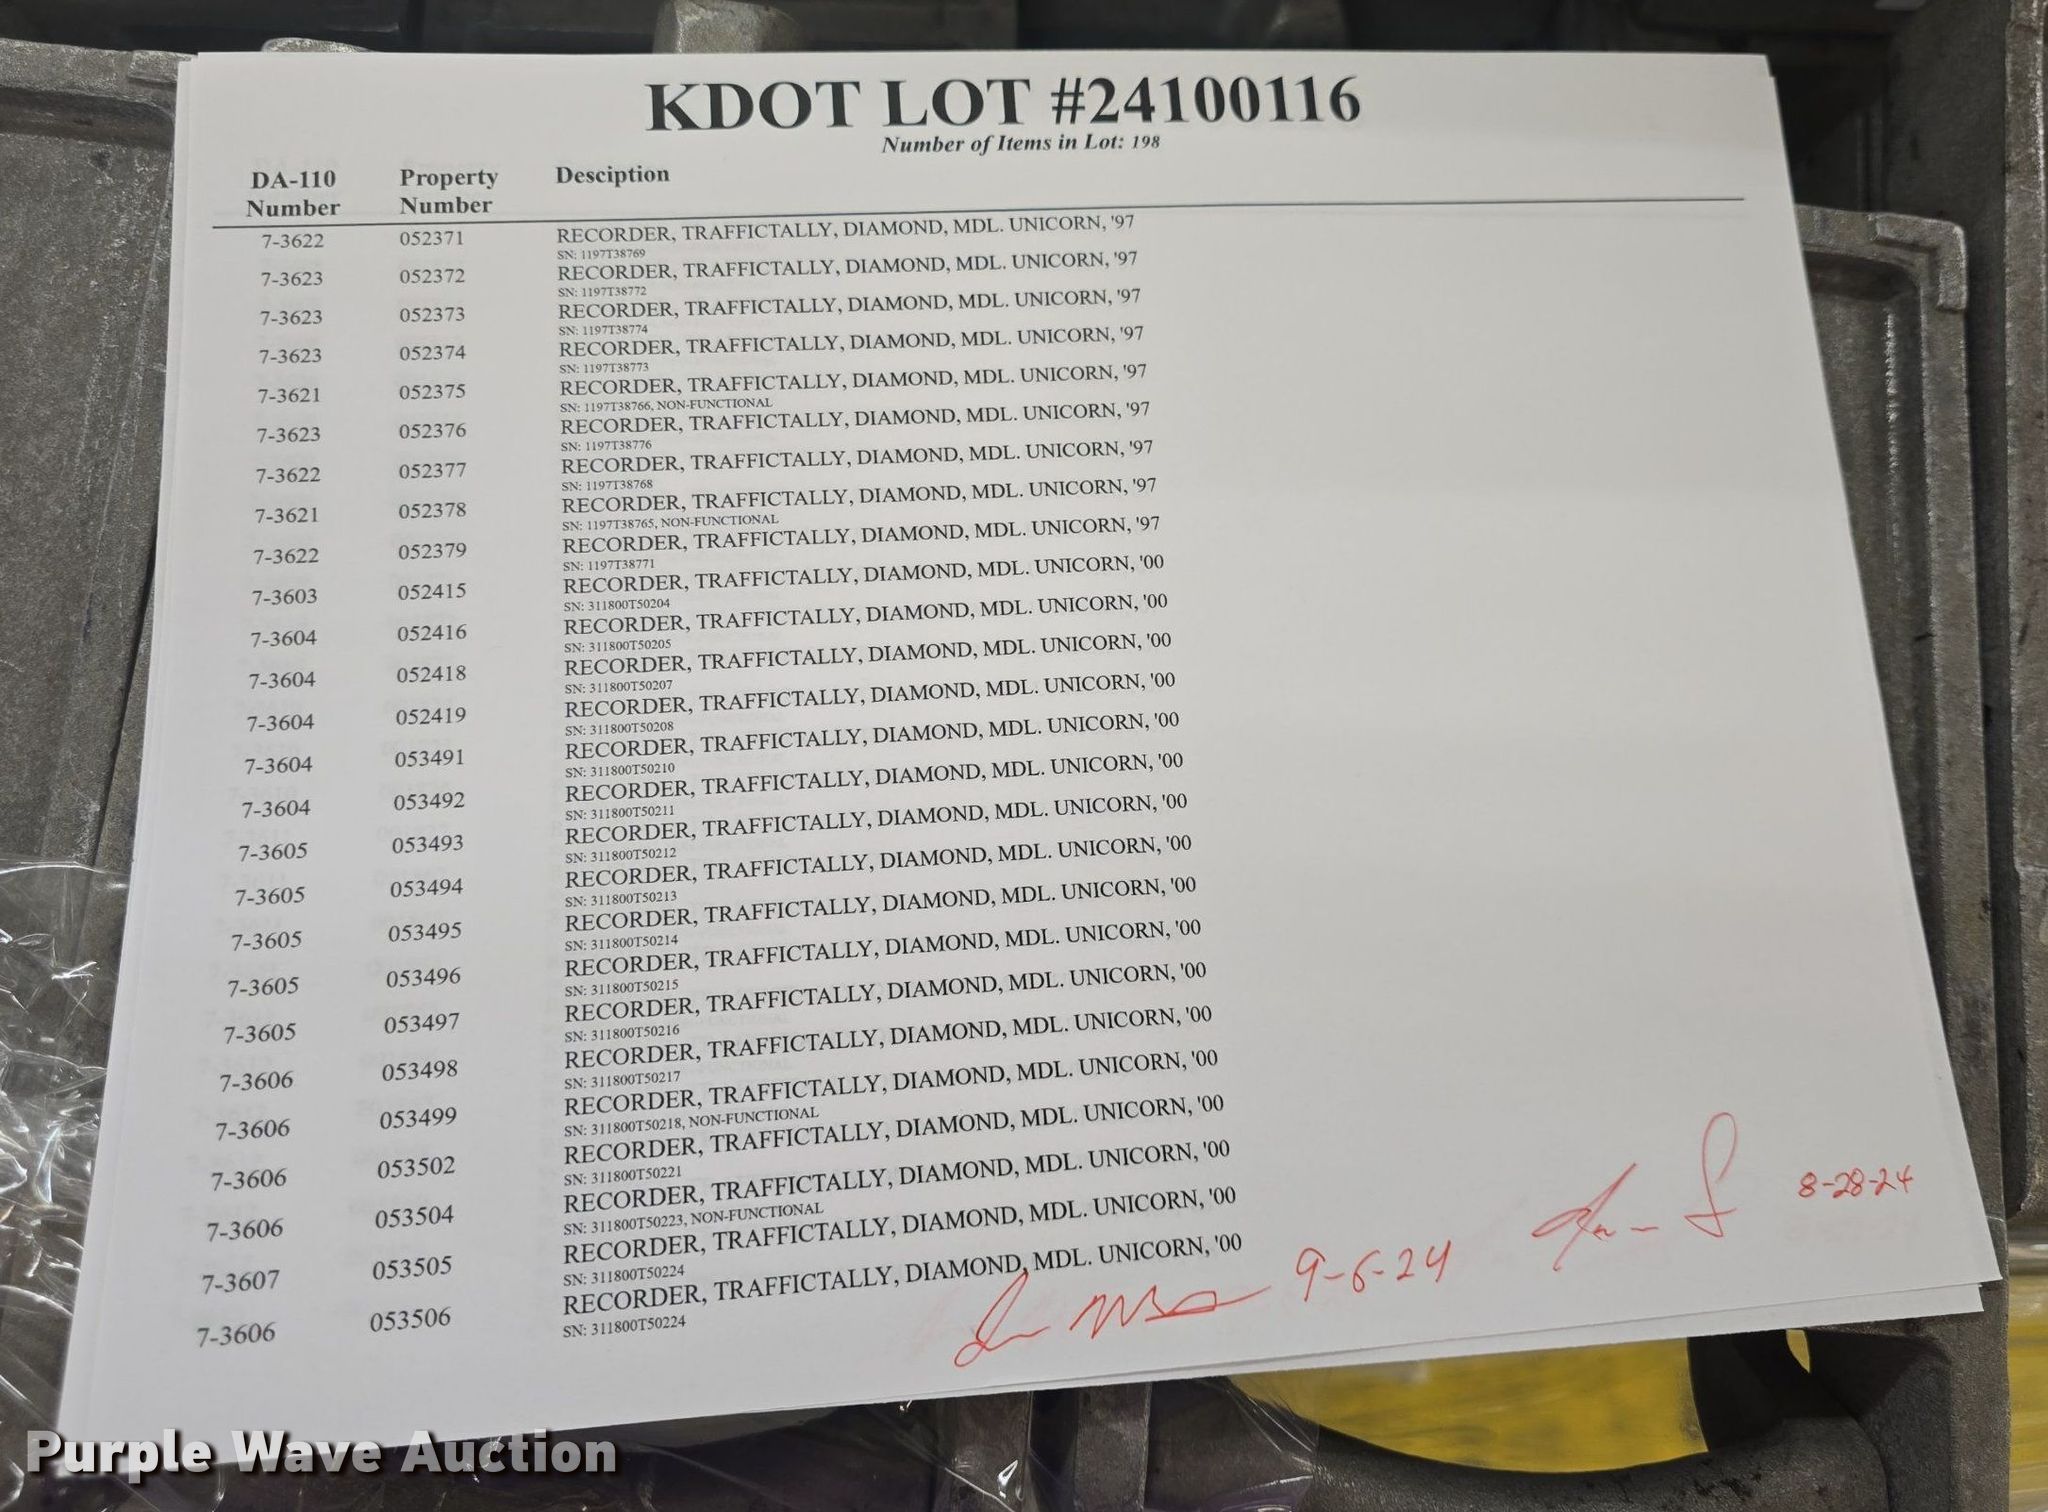 KDOT LOT #24100116
Number of Items in Lot: 198
DA-110 Number Property Number Desciption
7-3622 052371 RECORDER, TRAFFICTALLY, DIAMOND, MDL. UNICORN, '97
SN: 1197T38769
7-3623 052372 RECORDER, TRAFFICTALLY, DIAMOND, MDL. UNICORN, '97
SN: 1197T38772
7-3623 052373 RECORDER, TRAFFICTALLY, DIAMOND, MDL. UNICORN, '97
SN: 1197T38774
7-3623 052374 RECORDER, TRAFFICTALLY, DIAMOND, MDL. UNICORN, '97
SN: 1197T38773
7-3621 052375 RECORDER, TRAFFICTALLY, DIAMOND, MDL. UNICORN, '97
SN: 1197T38766, NON-FUNCTIONAL
7-3623 052376 RECORDER, TRAFFICTALLY, DIAMOND, MDL. UNICORN, '97
SN: 1197T38776
7-3622 052377 RECORDER, TRAFFICTALLY, DIAMOND, MDL. UNICORN, '97
SN: 1197T38768
7-3621 052378 RECORDER, TRAFFICTALLY, DIAMOND, MDL. UNICORN, '97
SN: 1197T38765, NON-FUNCTIONAL
7-3622 052379 RECORDER, TRAFFICTALLY, DIAMOND, MDL. UNICORN, '97
SN: 1197T38771
7-3603 052415 RECORDER, TRAFFICTALLY, DIAMOND, MDL. UNICORN, '00
SN: 311800T50204
7-3604 052416 RECORDER, TRAFFICTALLY, DIAMOND, MDL. UNICORN, '00
SN: 311800T50205
7-3604 052418 RECORDER, TRAFFICTALLY, DIAMOND, MDL. UNICORN, '00
SN: 311800T50207
7-3604 052419 RECORDER, TRAFFICTALLY, DIAMOND, MDL. UNICORN, '00
SN: 311800T50208
7-3604 053491 RECORDER, TRAFFICTALLY, DIAMOND, MDL. UNICORN, '00
SN: 311800T50210
7-3604 053492 RECORDER, TRAFFICTALLY, DIAMOND, MDL. UNICORN, '00
SN: 311800T50211
7-3605 053493 RECORDER, TRAFFICTALLY, DIAMOND, MDL. UNICORN, '00
SN: 311800T50212
7-3605 053494 RECORDER, TRAFFICTALLY, DIAMOND, MDL. UNICORN, '00
SN: 311800T50213
7-3605 053495 RECORDER, TRAFFICTALLY, DIAMOND, MDL. UNICORN, '00
SN: 311800T50214
7-3605 053496 RECORDER, TRAFFICTALLY, DIAMOND, MDL. UNICORN, '00
SN: 311800T50215
7-3605 053497 RECORDER, TRAFFICTALLY, DIAMOND, MDL. UNICORN, '00
SN: 311800T50216
7-3606 053498 RECORDER, TRAFFICTALLY, DIAMOND, MDL. UNICORN, '00
SN: 311800T50217
7-3606 053499 RECORDER, TRAFFICTALLY, DIAMOND, MDL. UNICORN, '00
SN: 311800T50218, NON-FUNCTIONAL
7-3606 053502 RECORDER, TRAFFICTALLY, DIAMOND, MDL. UNICORN, '00
SN: 311800T50221
7-3606 053504 RECORDER, TRAFFICTALLY, DIAMOND, MDL. UNICORN, '00
SN: 311800T50223, NON-FUNCTIONAL
7-3607 053505 RECORDER, TRAFFICTALLY, DIAMOND, MDL. UNICORN, '00
SN: 311800T50224
7-3606 053506 RECORDER, TRAFFICTALLY, DIAMOND, MDL. UNICORN, '00
SN: 311800T50224
9-6-24
8-28-24
Purple Wave Auction